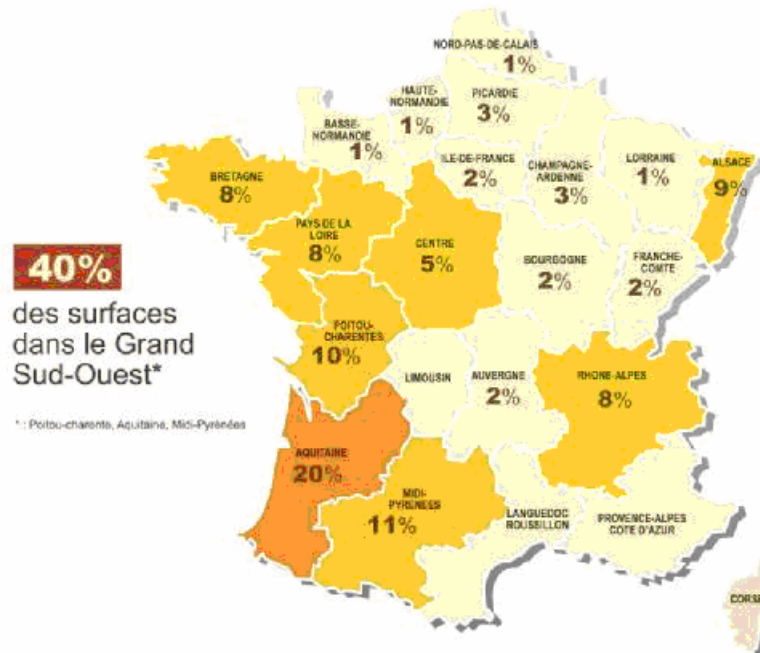 NORD-PAS-DE-CALAIS
1%
HAUTE-
NORMANDIE
1%
PICARDIE
3%
BASSE-
NORMANDIE
1%
ILE-DE-FRANCE
2%
CHAMPAGNE-
ARDENNE
3%
LORRAINE
1%
ALSACE
9%
BRETAGNE
8%
PAYS DE LA
LOIRE
8%
CENTRE
5%
BOURGOGNE
2%
FRANCHE-
COMTE
2%
40%
des surfaces
dans le Grand
Sud-Ouest*
* : Poitou-charente, Aquitaine, Midi-Pyrénées
POITOU-
CHARENTES
10%
LIMOUSIN
AUVERGNE
2%
RHONE-ALPES
8%
AQUITAINE
20%
MIDI-
PYRENEES
11%
LANGUEDOC
ROUSSILLON
PROVENCE-ALPES
COTE D'AZUR
CORSE